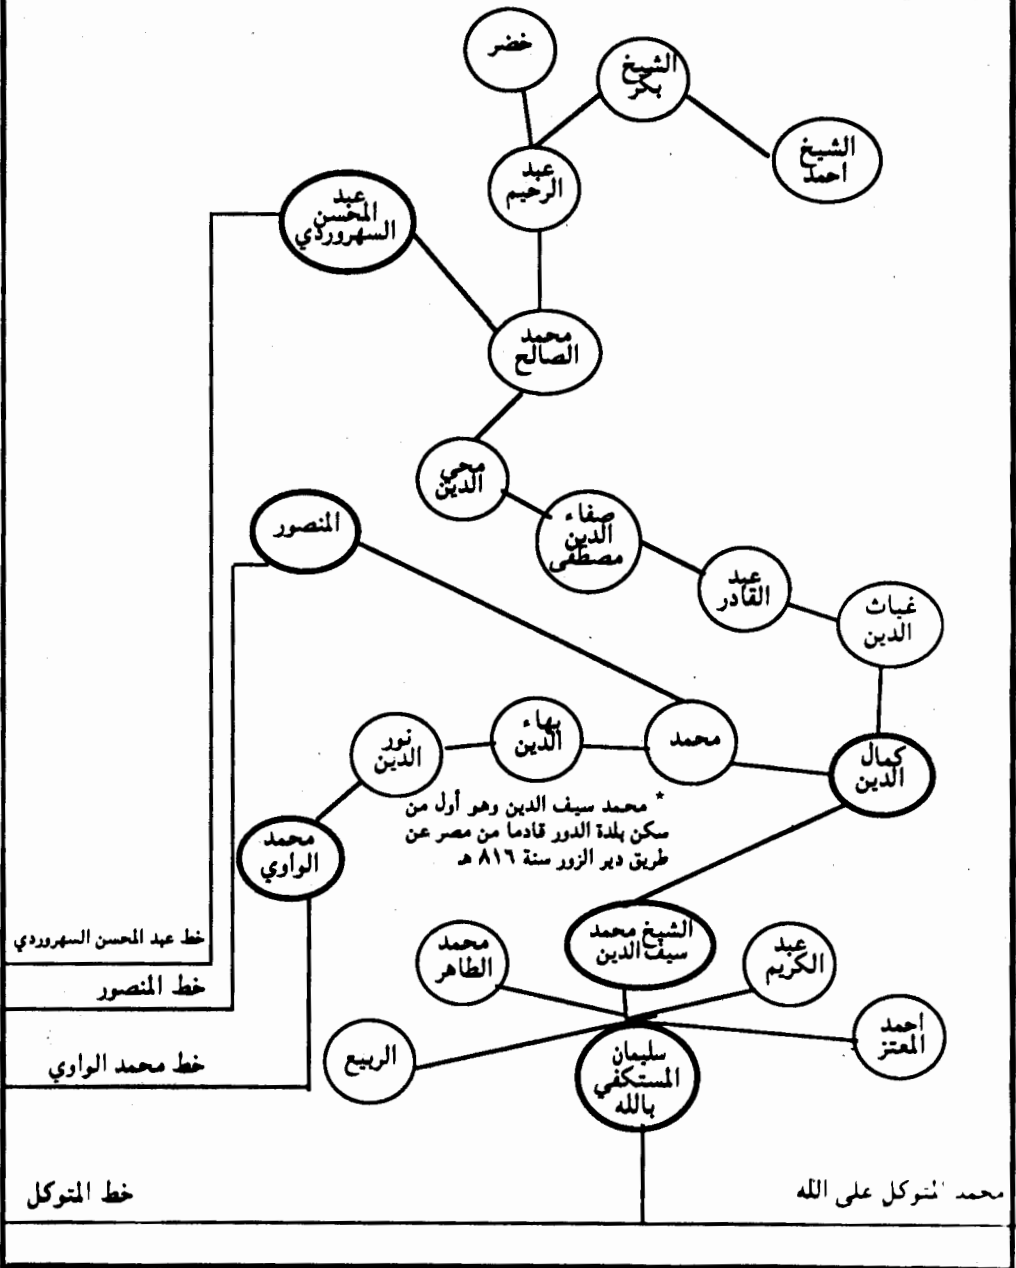 خضر
الشيخ
بكر
الشيخ
احمد
عبد
الرحيم
عبد
المحسن
السهروردي
محمد
الصالح
محي
الدين
المنصور
صفاء
الدين
مصطفى
عبد
القادر
غياث
الدين
نور
الدين
بهاء
الدين
محمد
كمال
الدين
* محمد سيف الدين وهو أول من
سكن بلدة الدور قادما من مصر عن
طريق دير الزور سنة ٨١٦ هـ
محمد
الواوي
الشيخ محمد
سيف الدين
محمد
الطاهر
عبد
الكريم
خط عبد المحسن السهروردي
خط المنصور
احمد
المعتز
الربيع
سليمان
المستكفي
بالله
خط محمد الواوي
محمد المتوكل على الله
خط المتوكل